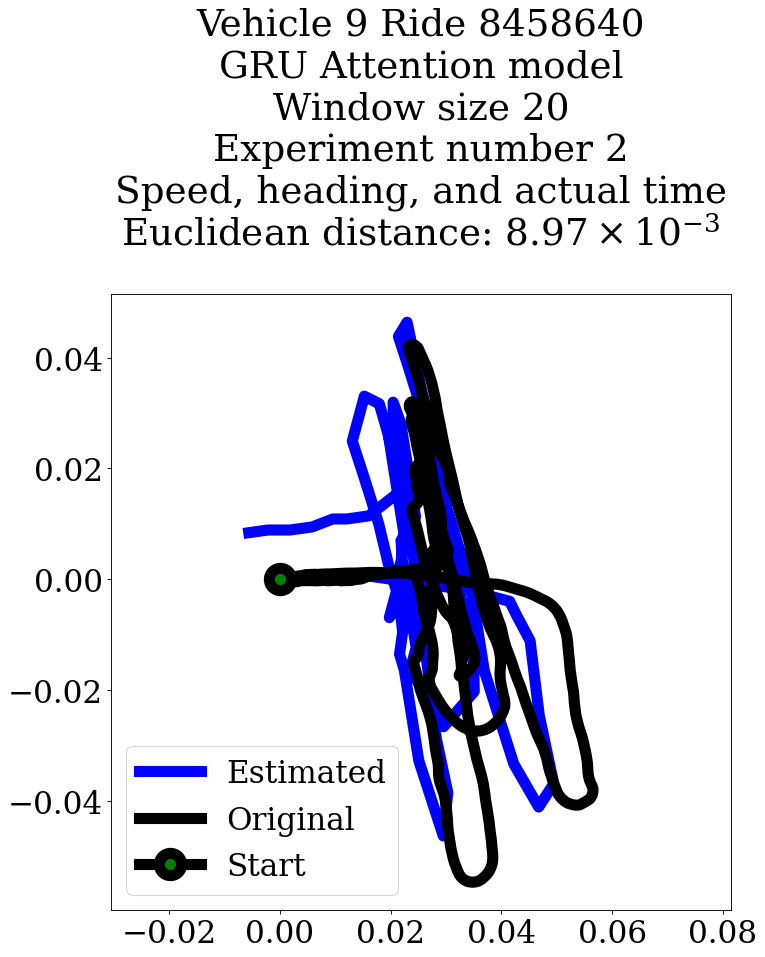 Vehicle 9 Ride 8458640
GRU Attention model
Window size 20
Experiment number 2
Speed, heading, and actual time
Euclidean distance: 8.97 × 10⁻³
0.04
0.02
0.00
−0.02
−0.04
Estimated
Original
Start
−0.02 0.00 0.02 0.04 0.06 0.08